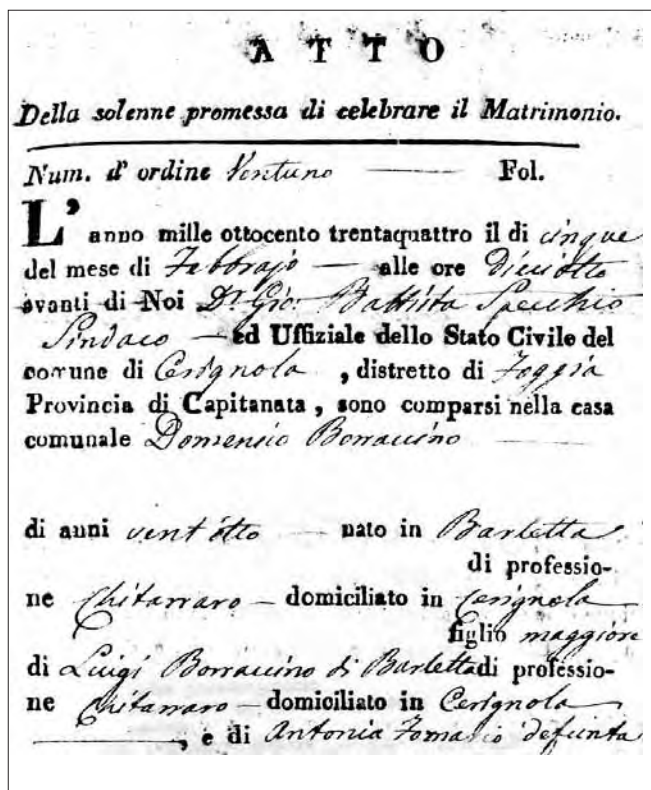 ATTO
Della solenne promessa di celebrare il Matrimonio.
Num. d' ordine Ventuno Fol.
L' anno mille ottocento trentaquattro il di cinque
del mese di Febbrajo — alle ore Dieciotto
avanti di Noi Dr. Gio: Battista Specchio
Sindaco — ed Uffiziale dello Stato Civile del
comune di Cerignola , distretto di Foggia
Provincia di Capitanata , sono comparsi nella casa
comunale Domenico Borraccino
di anni vent'otto — nato in Barletta
di professio-
ne Chitarraro — domiciliato in Cerignola
figlio maggiore
di Luigi Borraccino di Barletta di professio-
ne Chitarraro — domiciliato in Cerignola
, e di Antonia defunta